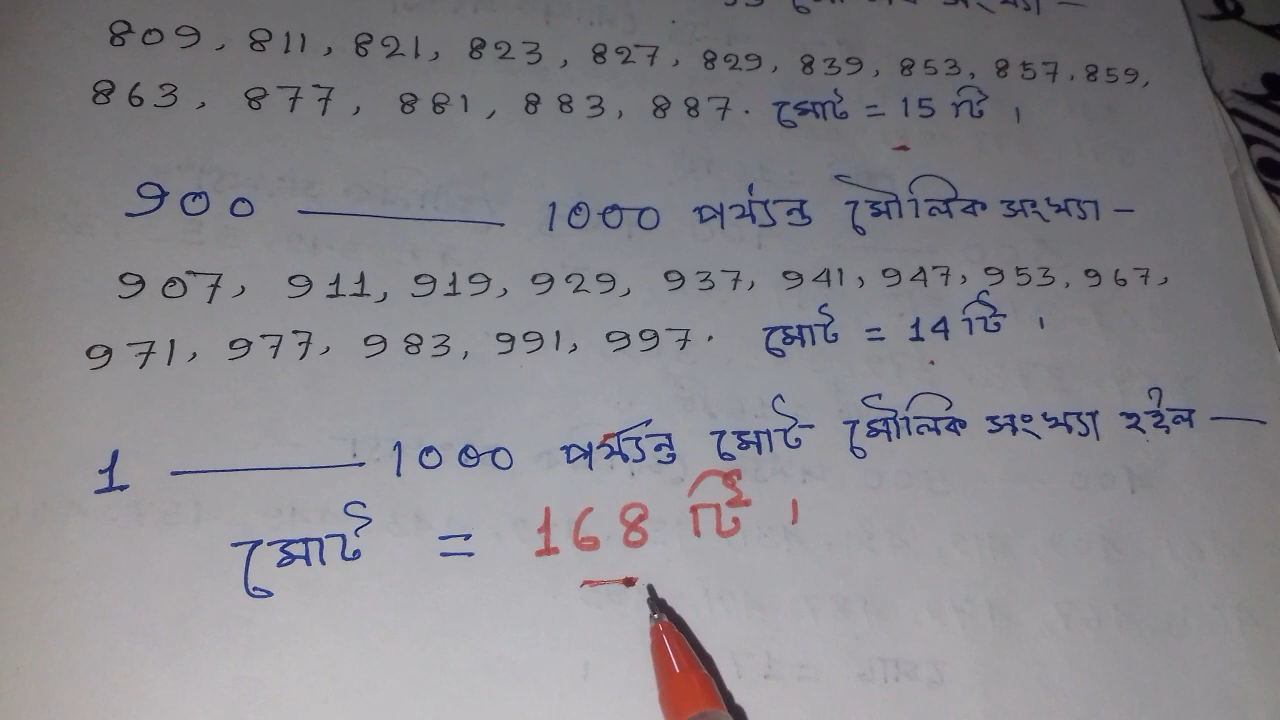 809, 811, 821, 823, 827, 829, 839, 853, 857, 859,
863, 877, 881, 883, 887. মোট = 15 টি ।
900 — 1000 পর্যন্ত মৌলিক সংখ্যা –
907, 911, 919, 929, 937, 941, 947, 953, 967,
971, 977, 983, 991, 997. মোট = 14 টি ।
1 — 1000 পর্যন্ত মোট মৌলিক সংখ্যা হইল —
মোট = 168 টি ।